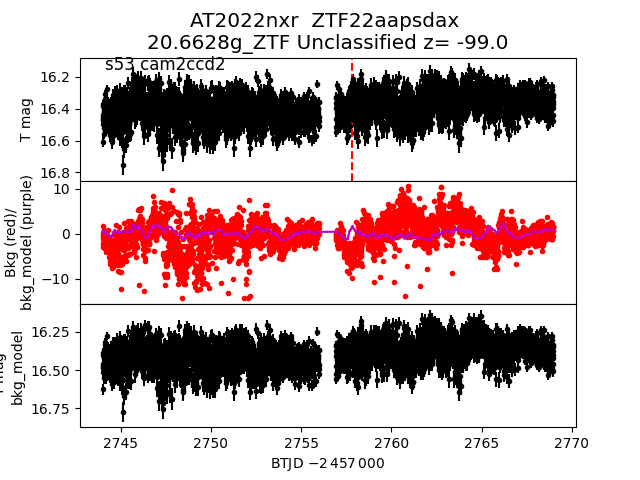 AT2022nxr ZTF22aapsdax
20.6628g_ZTF Unclassified z= -99.0
s53 cam2ccd2
16.2
16.4
16.6
16.8
T mag
10
0
−10
Bkg (red)/
bkg_model (purple)
16.25
16.50
16.75
bkg_model
2745
2750
2755
2760
2765
2770
BTJD −2 457 000